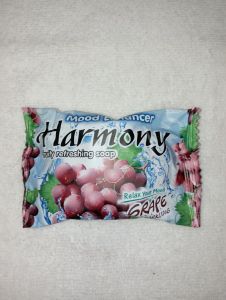 Mood Balancer
Harmony
fruity refreshing soap
Relax Your Mood
GRAPE